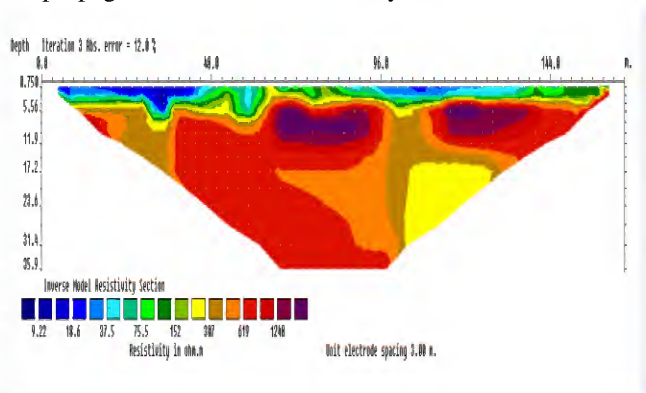 Depth Iteration 3 Abs. error = 12.0 %
0.0 48.0 96.0 144.0 m.
0.750
5.56
11.9
17.2
23.6
31.4
35.9
Inverse Model Resistivity Section
9.22 18.6 37.5 75.5 152 307 619 1248
Resistivity in ohm.m
Unit electrode spacing 3.00 m.